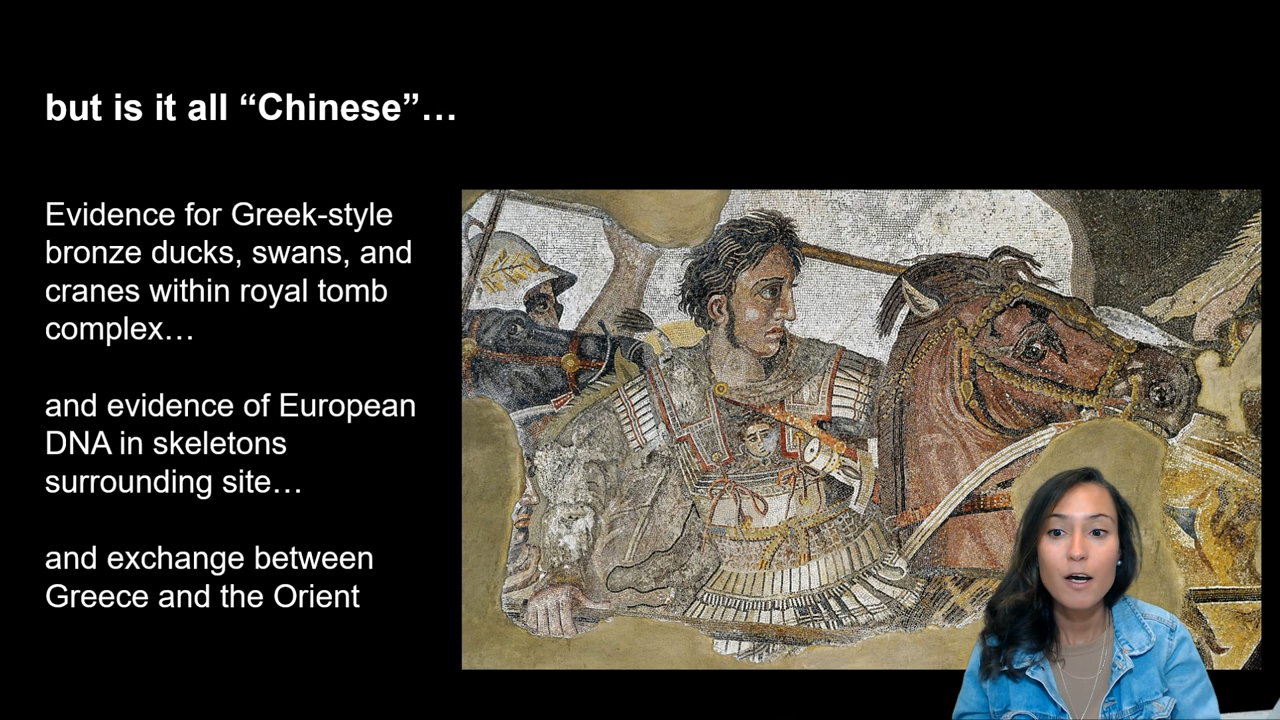 but is it all “Chinese”…
Evidence for Greek-style
bronze ducks, swans, and
cranes within royal tomb
complex…
and evidence of European
DNA in skeletons
surrounding site…
and exchange between
Greece and the Orient